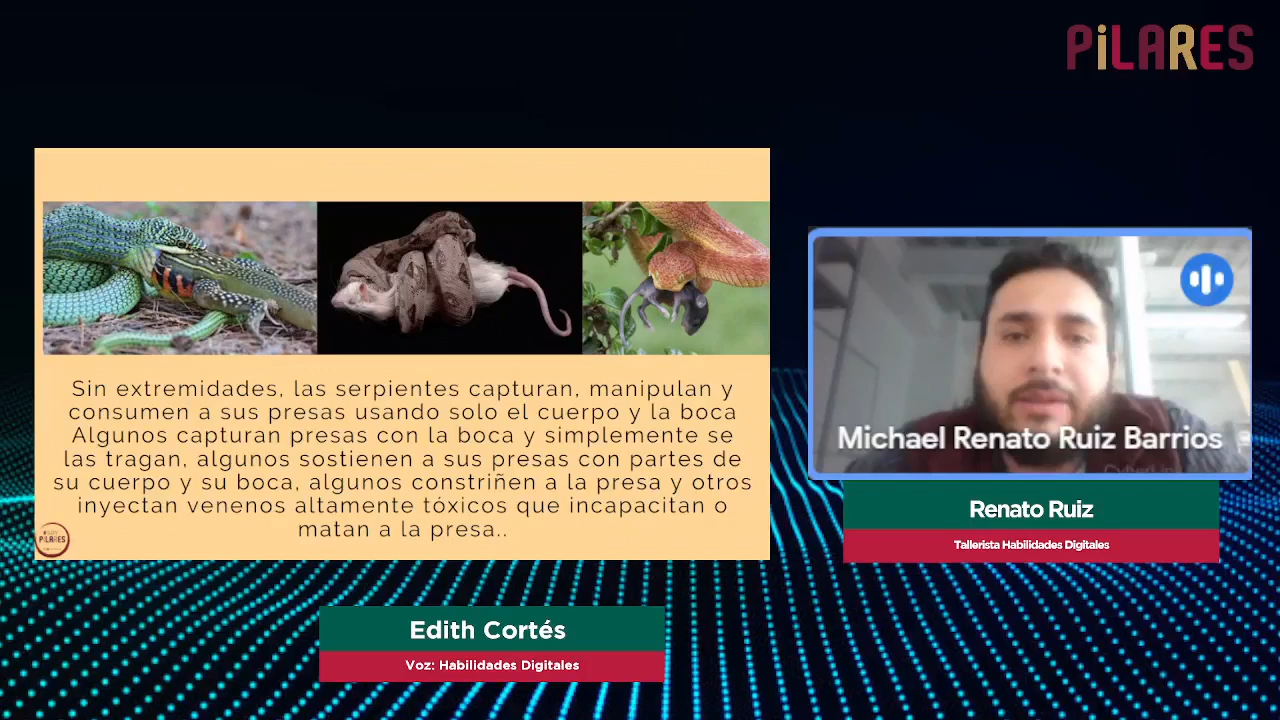 PiLARES
Sin extremidades, las serpientes capturan, manipulan y
consumen a sus presas usando solo el cuerpo y la boca
Algunos capturan presas con la boca y simplemente se
las tragan, algunos sostienen a sus presas con partes de
su cuerpo y su boca, algunos constriñen a la presa y otros
inyectan venenos altamente tóxicos que incapacitan o
matan a la presa..
PiLARES
Michael Renato Ruiz Barrios
Renato Ruiz
Tallerista Habilidades Digitales
Edith Cortés
Voz: Habilidades Digitales